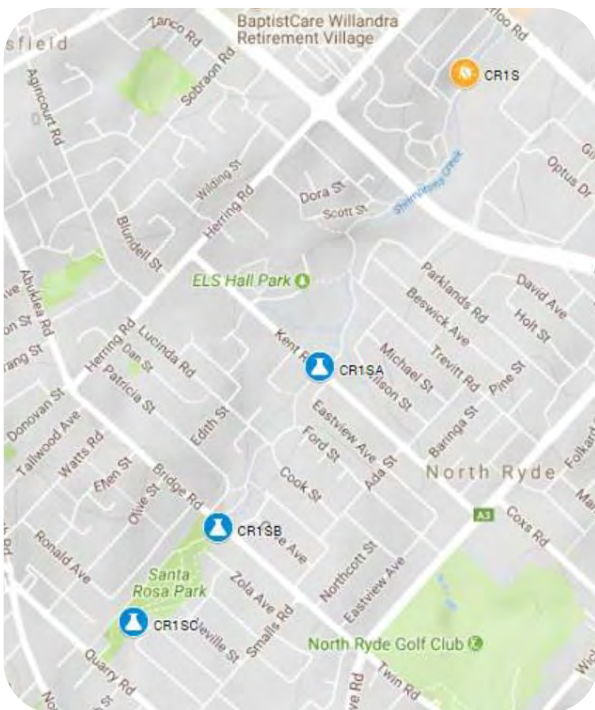 Zanco Rd
BaptistCare Willandra
Retirement Village
sfield
Sobraon Rd
CR1S
Agincourt Rd
Optus Dr
Wilding St
Dora St
Scott St
Shrimptons Creek
Herring Rd
Blundell St
ELS Hall Park
Parklands Rd
David Ave
Beswick Ave
Holt St
Abuklea Rd
Trevitt Rd
Herring Rd
Lucinda Rd
Dan St
Kent R
CR1SA
Michael St
Pine St
Patricia St
Donovan St
Tallwood Ave
Edith St
Eastview Ave
Baringa St
Ford St
Ada St
Watts Rd
North Ryde
Bridge Rd
Cook St
A3
Coxs Rd
Olive St
CR1SB
Ronald Ave
Northcott St
Eastview Ave
Santa
Rosa Park
Zola Ave
Smalls Rd
CR1SC
North Ryde Golf Club
Quarry Rd
Twin Rd